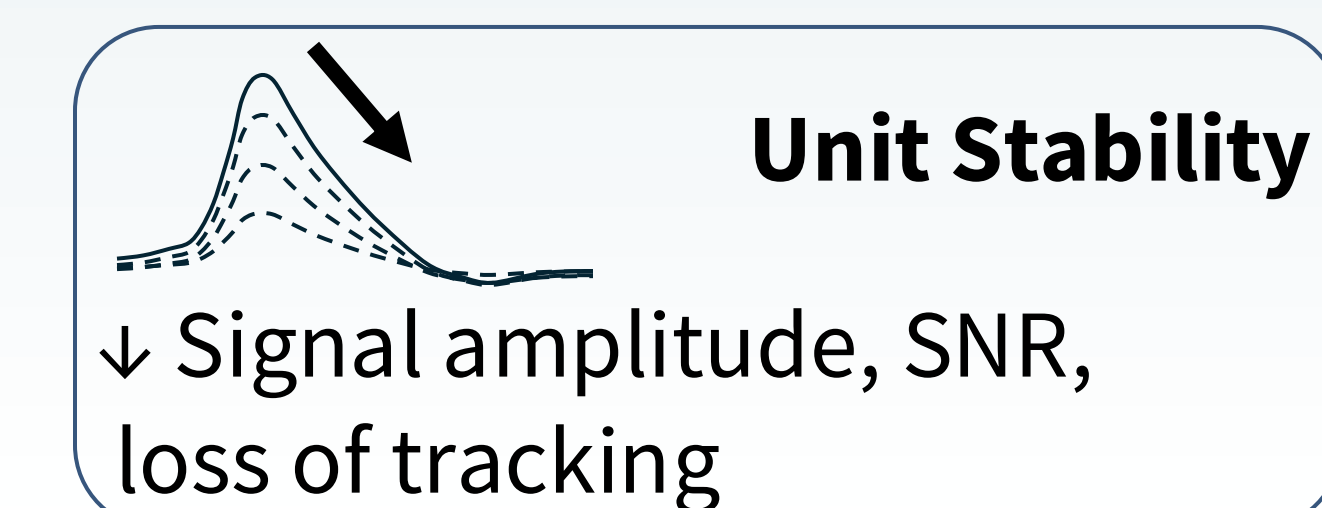 Unit Stability
↓ Signal amplitude, SNR,
loss of tracking